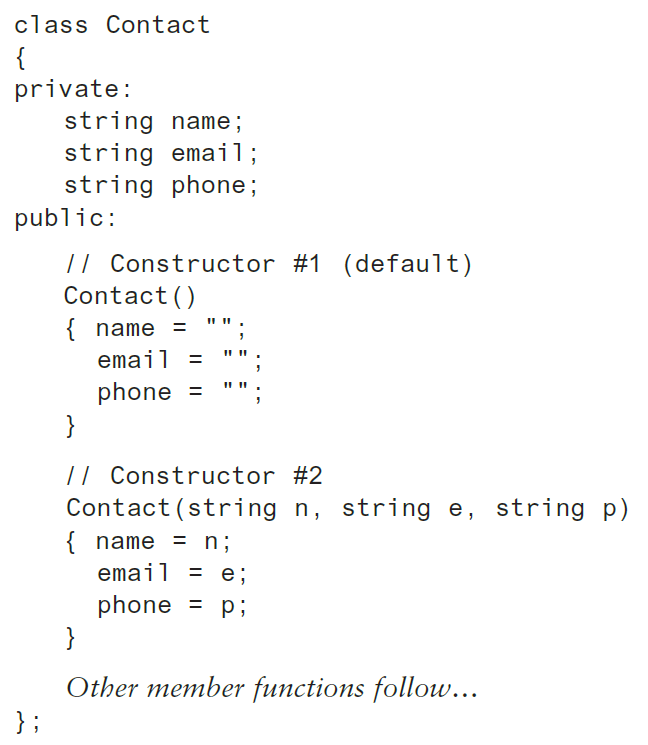 class Contact
{
private:
string name;
string email;
string phone;
public:
// Constructor #1 (default)
Contact()
{ name = "";
email = "";
phone = "";
}
// Constructor #2
Contact(string n, string e, string p)
{ name = n;
email = e;
phone = p;
}
Other member functions follow…
};